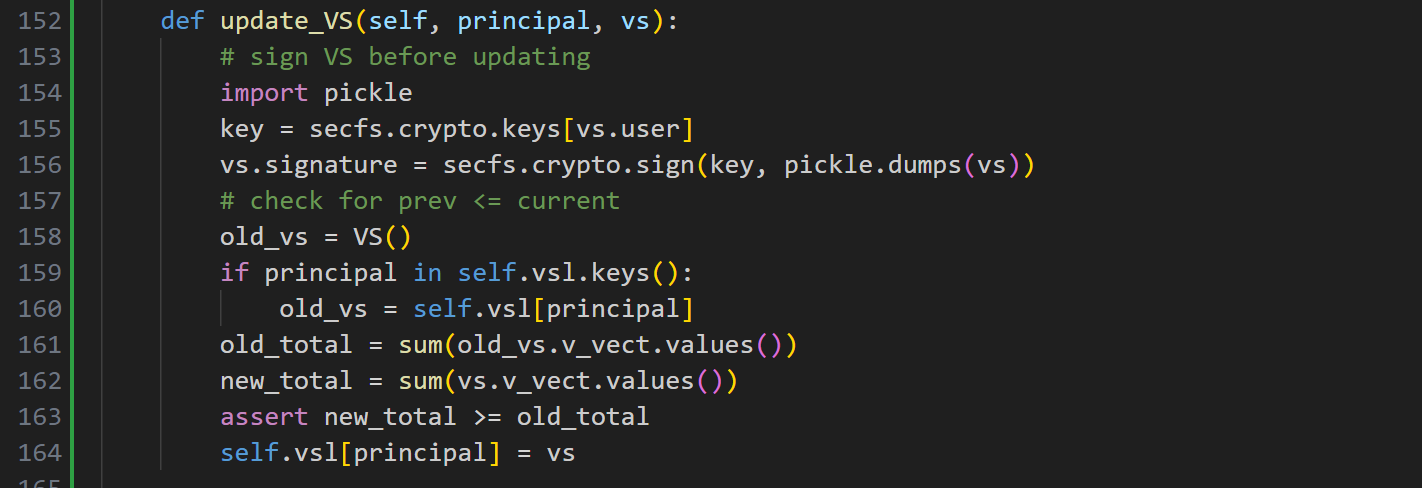 152 def update_VS(self, principal, vs):
153 # sign VS before updating
154 import pickle
155 key = secfs.crypto.keys[vs.user]
156 vs.signature = secfs.crypto.sign(key, pickle.dumps(vs))
157 # check for prev <= current
158 old_vs = VS()
159 if principal in self.vsl.keys():
160 old_vs = self.vsl[principal]
161 old_total = sum(old_vs.v_vect.values())
162 new_total = sum(vs.v_vect.values())
163 assert new_total >= old_total
164 self.vsl[principal] = vs
165